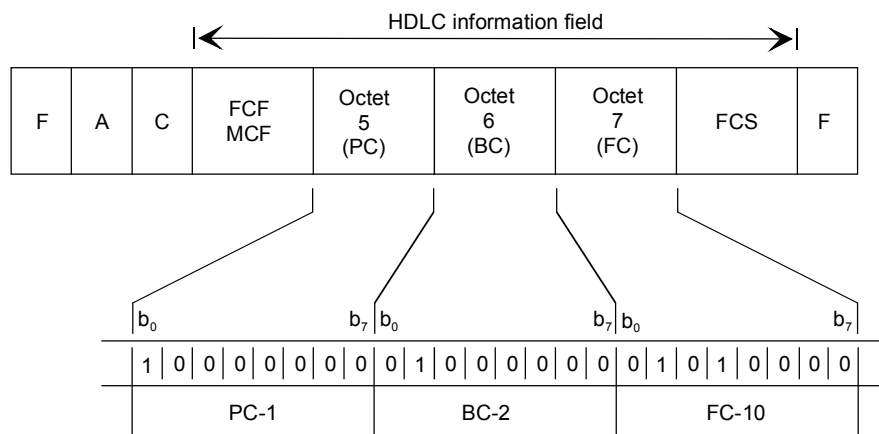 HDLC information field
F A C FCF MCF Octet 5 (PC) Octet 6 (BC) Octet 7 (FC) FCS F
b0 b7 b0 b7 b0 b7
1 0 0 0 0 0 0 0 0 1 0 0 0 0 0 0 0 1 0 1 0 0 0 0
PC-1 BC-2 FC-10